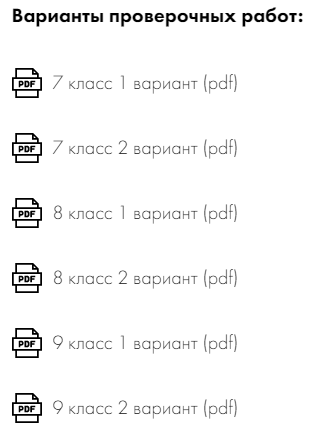 Варианты проверочных работ:
PDF 7 класс 1 вариант (pdf)
PDF 7 класс 2 вариант (pdf)
PDF 8 класс 1 вариант (pdf)
PDF 8 класс 2 вариант (pdf)
PDF 9 класс 1 вариант (pdf)
PDF 9 класс 2 вариант (pdf)